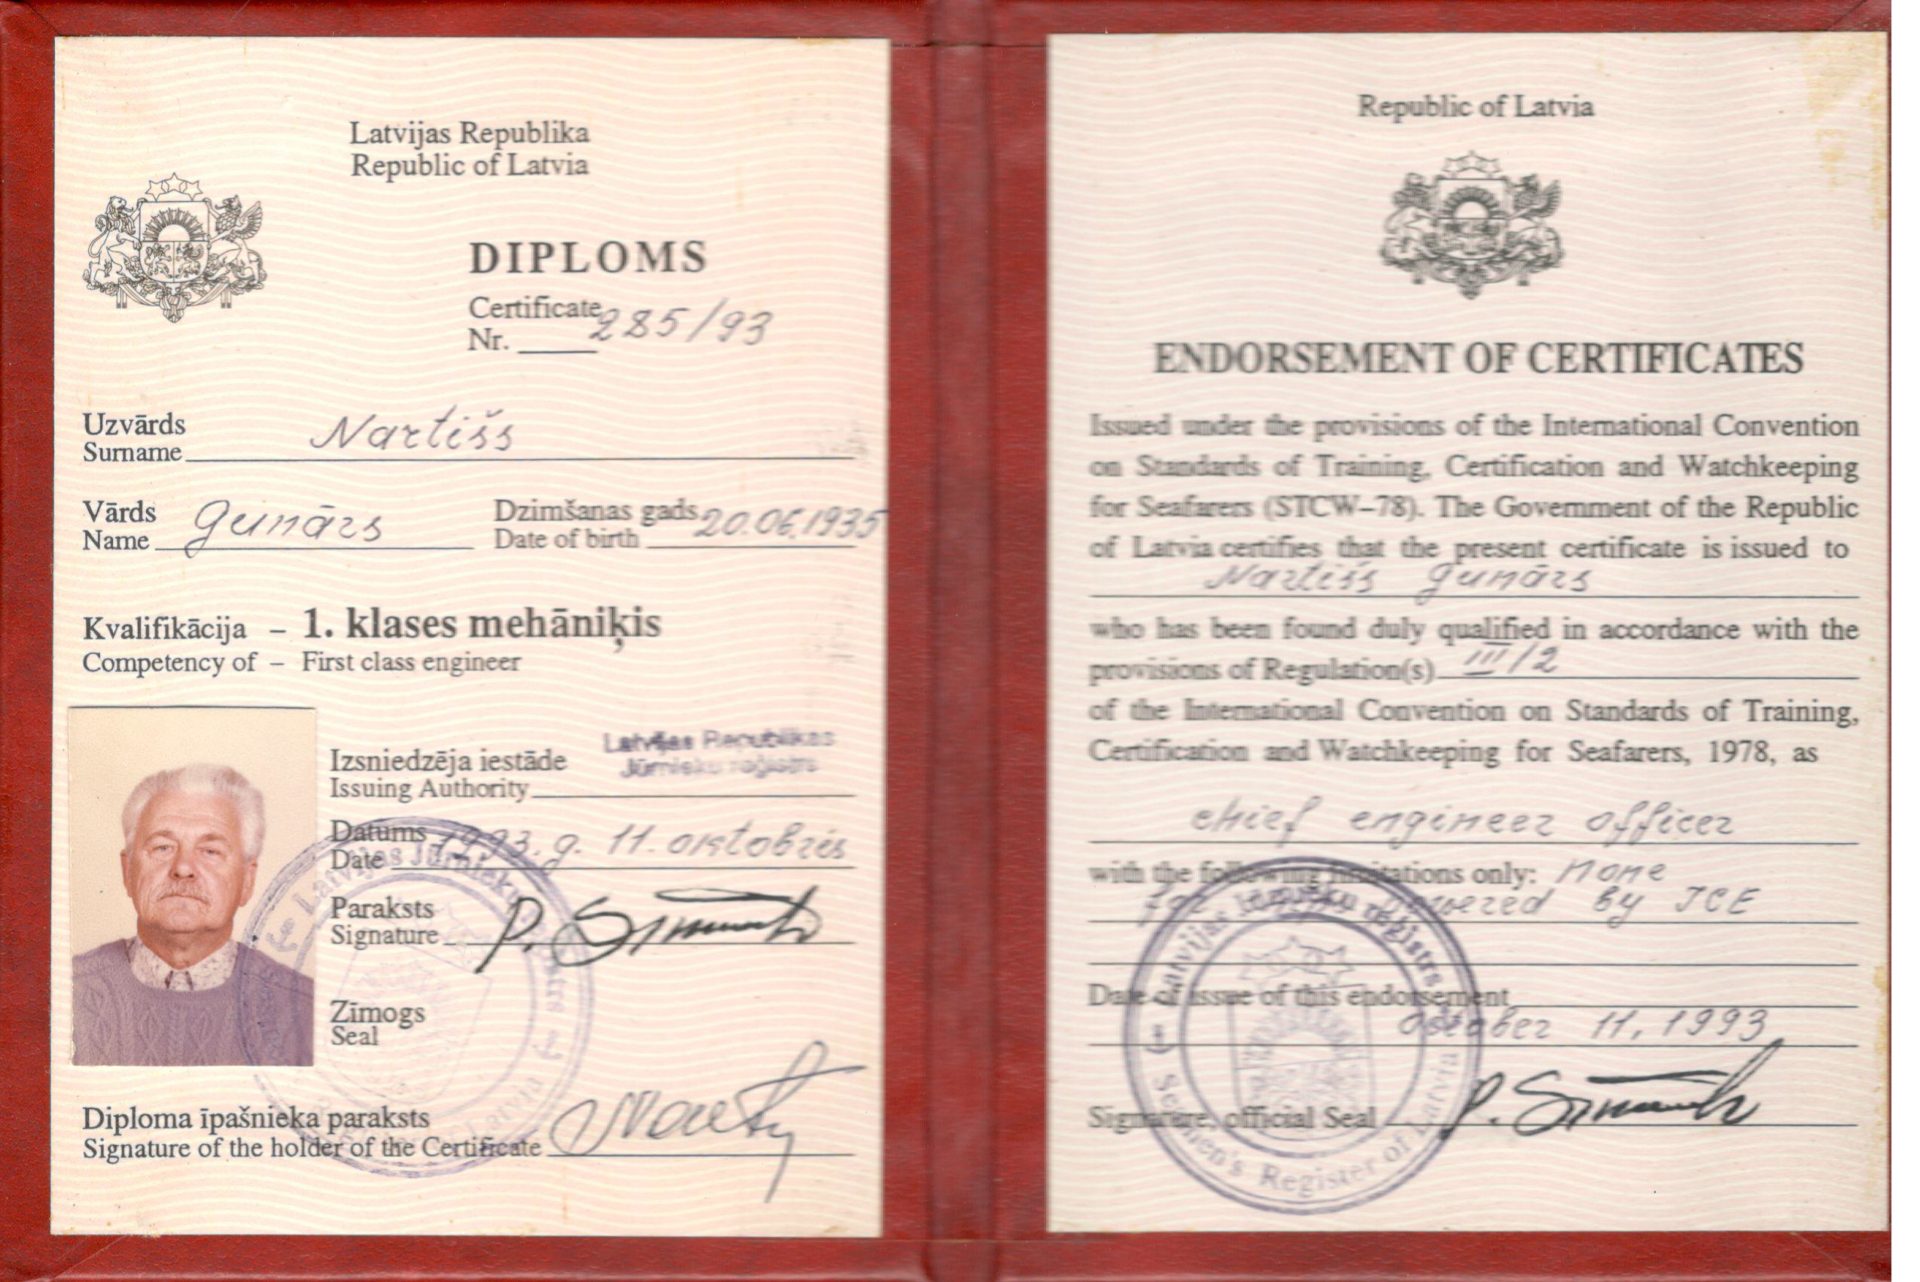 Latvijas Republika
Republic of Latvia
DIPLOMS
Certificate
Nr. 285/93
Uzvārds
Surname Nartišs
Vārds
Name Gunārs
Dzimšanas gads 20.06.1935
Date of birth
Kvalifikācija – 1. klases mehāniķis
Competency of – First class engineer
Izsniedzēja iestāde Latvijas Republikas
Issuing Authority Jūrnieku reģistrs
Datums 1993. g. 11. oktobrīs
Date
Paraksts
Signature
Zīmogs
Seal
Diploma īpašnieka paraksts
Signature of the holder of the Certificate
Latvijas Jūrnieku
Republic of Latvia
ENDORSEMENT OF CERTIFICATES
Issued under the provisions of the International Convention
on Standards of Training, Certification and Watchkeeping
for Seafarers (STCW–78). The Government of the Republic
of Latvia certifies that the present certificate is issued to
Nartišs Gunārs
who has been found duly qualified in accordance with the
provisions of Regulation(s) III/2
of the International Convention on Standards of Training,
Certification and Watchkeeping for Seafarers, 1978, as
chief engineer officer
with the following limitations only: none
for powered by ICE
Date of issue of this endorsement
October 11, 1993
Signature, official Seal
Latvijas Jūrnieku reģistrs
Seamen's Register of Latvia